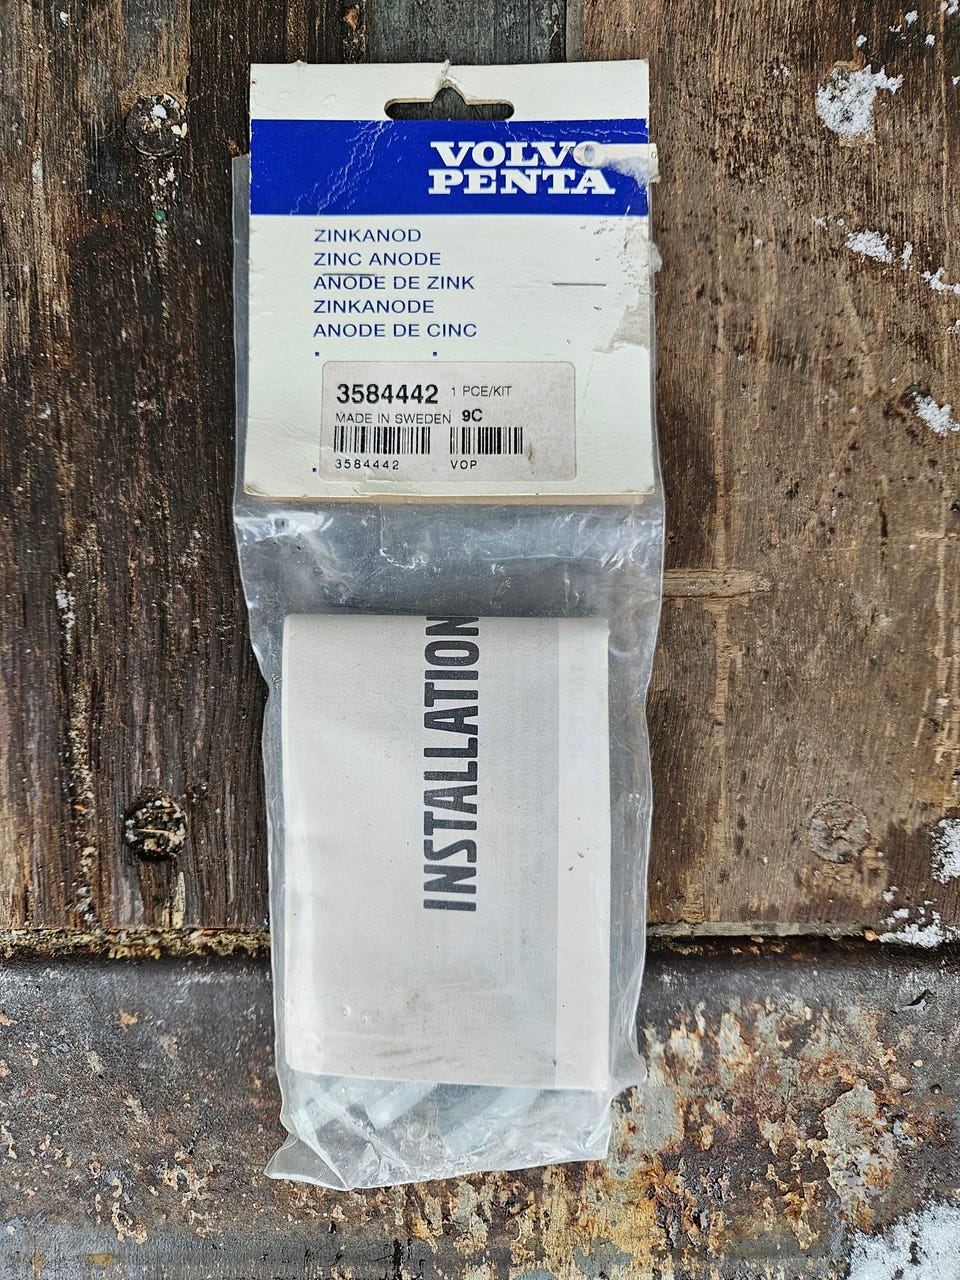 VOLVO
PENTA
ZINKANOD
ZINC ANODE
ANODE DE ZINK
ZINKANODE
ANODE DE CINC
3584442 1 PCE/KIT
MADE IN SWEDEN 9C
3584442 VOP
INSTALLATION